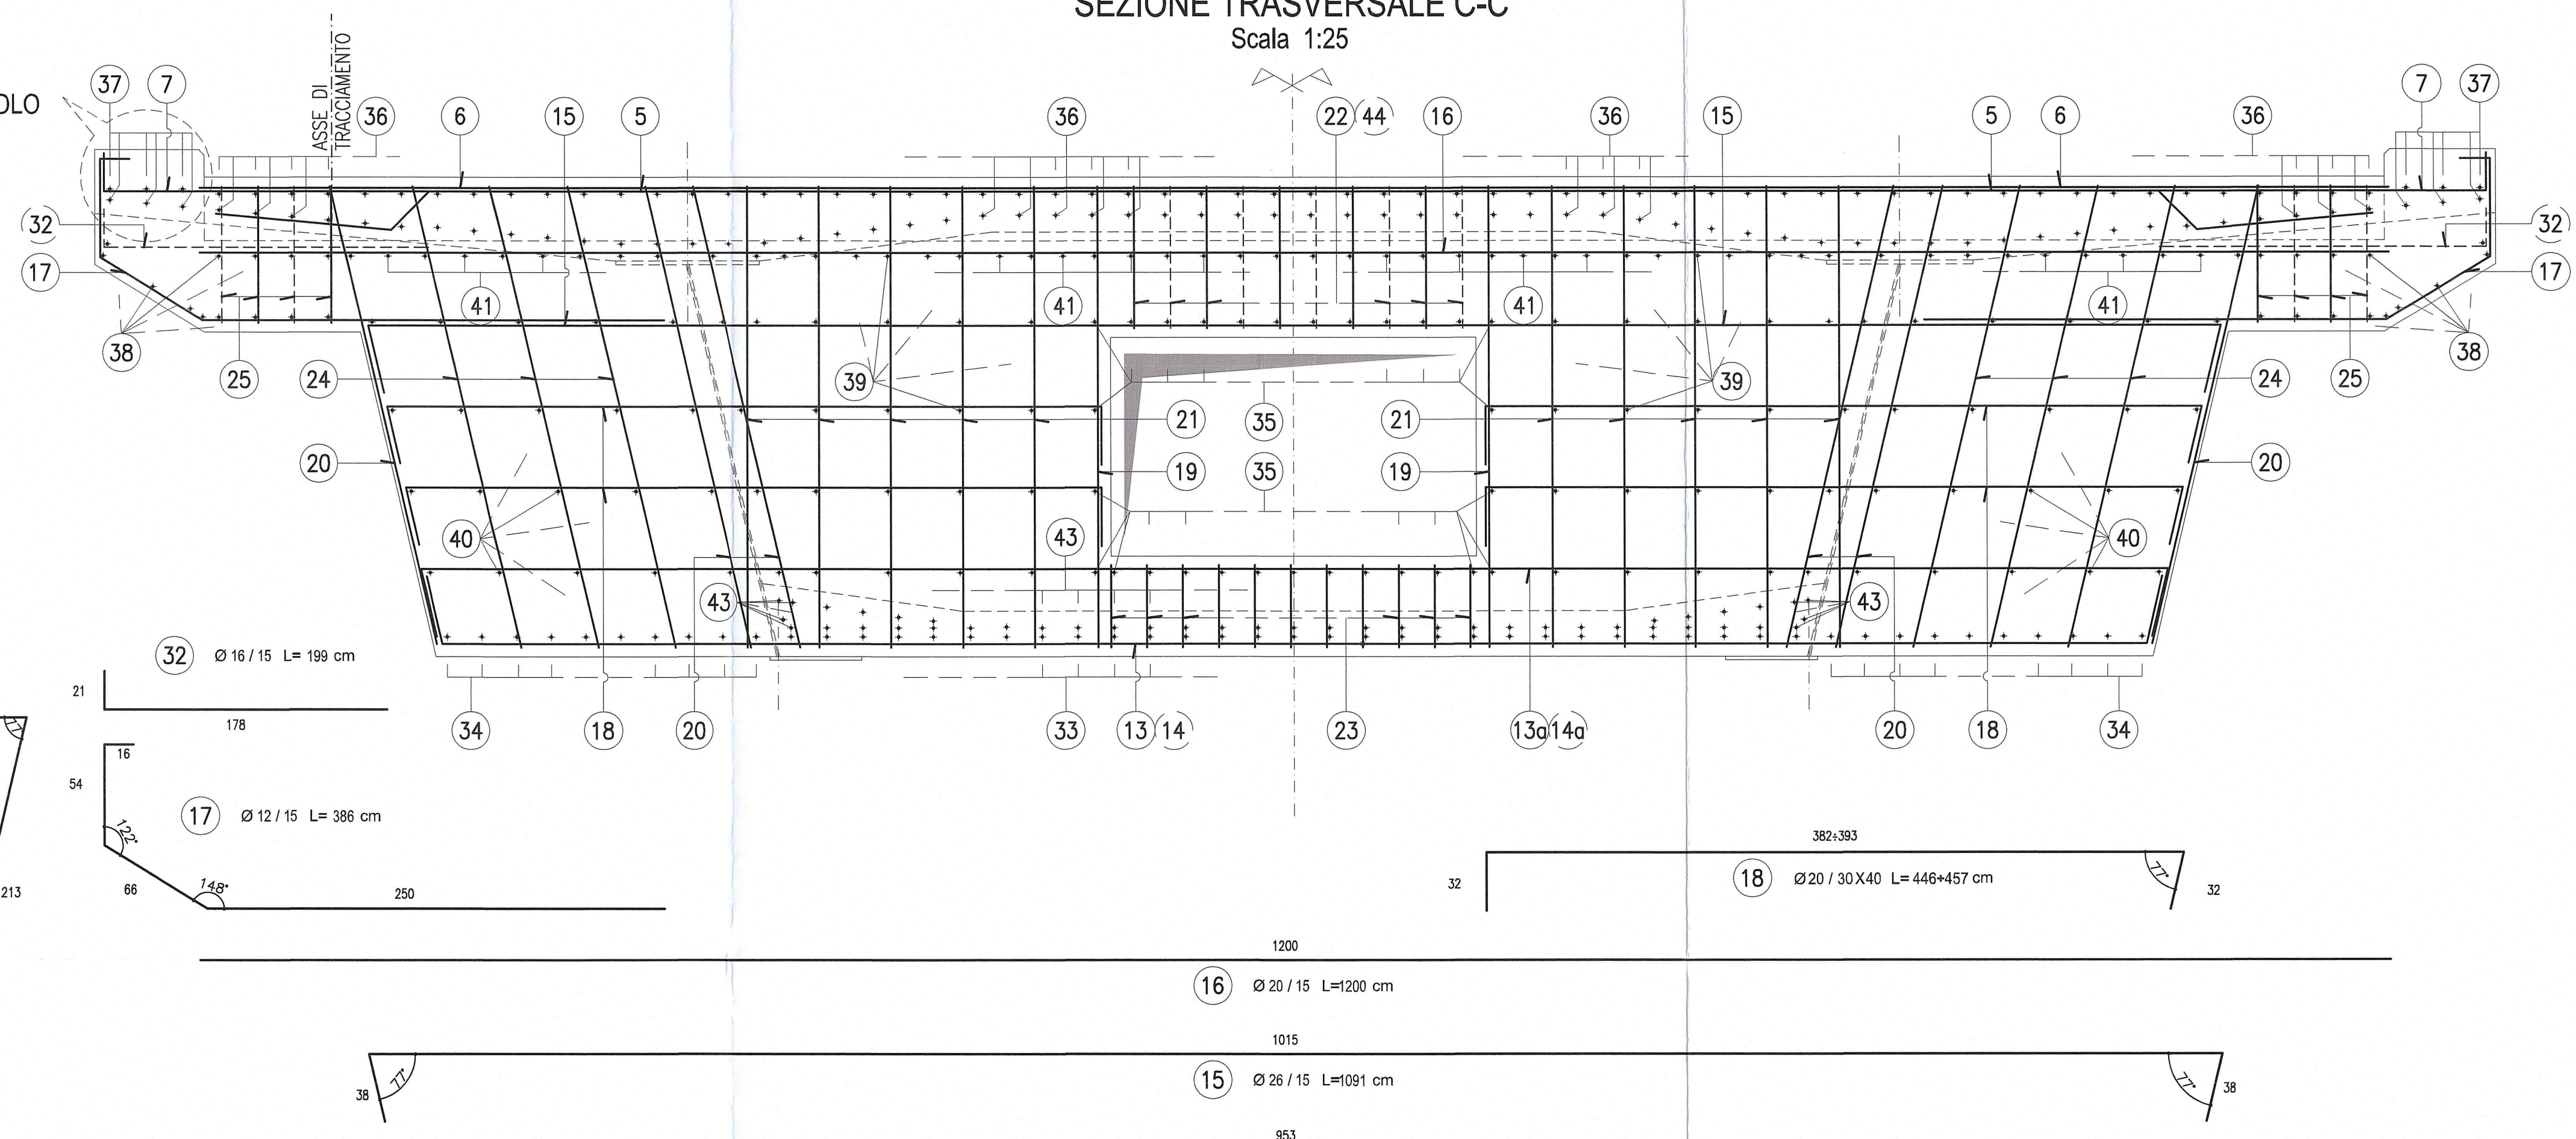 SEZIONE TRASVERSALE C-C
Scala 1:25
OLO
ASSE DI
TRACCIAMENTO
37 7 36 6 15 5 36 22 44 16 36 15 5 6 36 7 37
32 32
17 17
41 41 41 41
38 25 24 39 39 24 25 38
35
21 21
20 19 35 19 20
40 43 40
43 43
34 18 20 33 13 14 23 13a 14a 20 18 34
32 Ø 16 / 15 L= 199 cm
21
178
77°
213
16
54
17 Ø 12 / 15 L= 386 cm
122°
66
148°
250
382÷393
32
18 Ø 20 / 30X40 L= 446÷457 cm
77°
32
1200
16 Ø 20 / 15 L=1200 cm
1015
77°
38
15 Ø 26 / 15 L=1091 cm
77°
38
953